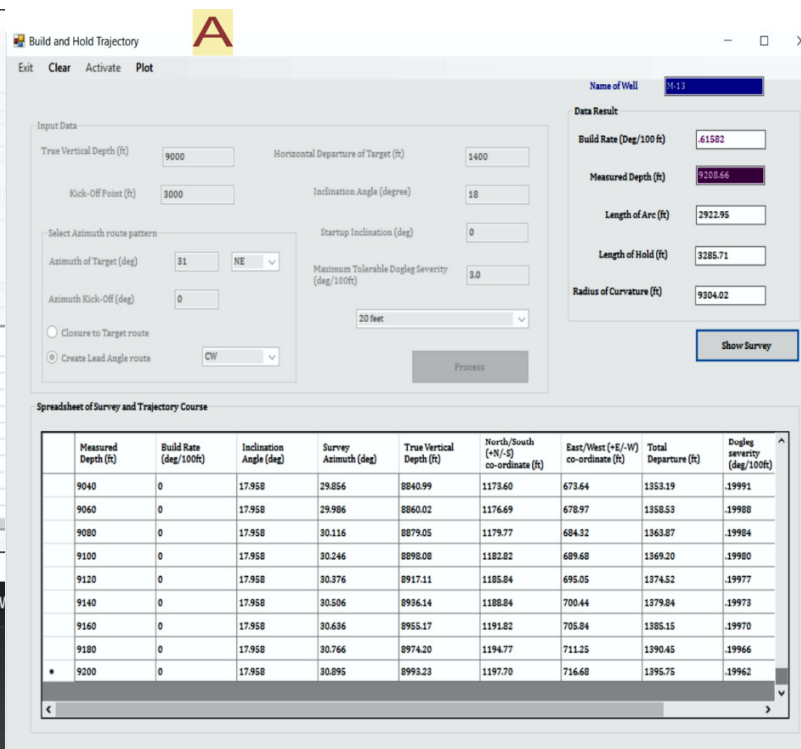 A
Build and Hold Trajectory
Exit Clear Activate Plot
Name of Well M-13
Input Data
True Vertical Depth (ft) 9000 Horizontal Departure of Target (ft) 1400
Kick-Off Point (ft) 3000 Inclination Angle (degree) 18
Select Azimuth route pattern
Startup Inclination (deg) 0
Azimuth of Target (deg) 31 NE
Maximum Tolerable Dogleg Severity (deg/100ft) 3.0
Azimuth Kick-Off (deg) 0
20 feet
Closure to Target route
Create Lead Angle route CW
Process
Data Result
Build Rate (Deg/100 ft) .61582
Measured Depth (ft) 9208.66
Length of Arc (ft) 2922.95
Length of Hold (ft) 3285.71
Radius of Curvature (ft) 9304.02
Show Survey
Spreadsheet of Survey and Trajectory Course
Measured Depth (ft) Build Rate (deg/100ft) Inclination Angle (deg) Survey Azimuth (deg) True Vertical Depth (ft) North/South (+N/-S) co-ordinate (ft) East/West (+E/-W) co-ordinate (ft) Total Departure (ft) Dogleg severity (deg/100ft)
9040 0 17.958 29.856 8840.99 1173.60 673.64 1353.19 .19991
9060 0 17.958 29.986 8860.02 1176.69 678.97 1358.53 .19988
9080 0 17.958 30.116 8879.05 1179.77 684.32 1363.87 .19984
9100 0 17.958 30.246 8898.08 1182.82 689.68 1369.20 .19980
9120 0 17.958 30.376 8917.11 1185.84 695.05 1374.52 .19977
9140 0 17.958 30.506 8936.14 1188.84 700.44 1379.84 .19973
9160 0 17.958 30.636 8955.17 1191.82 705.84 1385.15 .19970
9180 0 17.958 30.766 8974.20 1194.77 711.25 1390.45 .19966
9200 0 17.958 30.895 8993.23 1197.70 716.68 1395.75 .19962